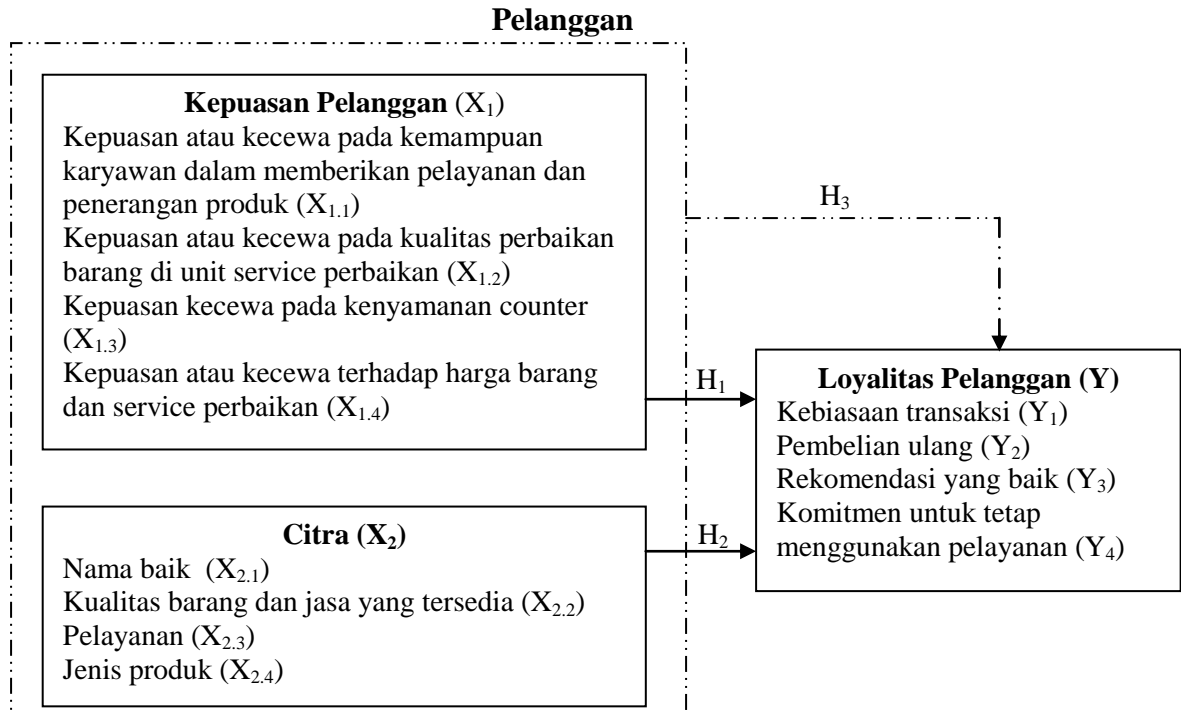 Pelanggan
Kepuasan Pelanggan (X₁)
Kepuasan atau kecewa pada kemampuan
karyawan dalam memberikan pelayanan dan
penerangan produk (X₁.₁)
Kepuasan atau kecewa pada kualitas perbaikan
barang di unit service perbaikan (X₁.₂)
Kepuasan kecewa pada kenyamanan counter
(X₁.₃)
Kepuasan atau kecewa terhadap harga barang
dan service perbaikan (X₁.₄)
H₃
H₁
Loyalitas Pelanggan (Y)
Kebiasaan transaksi (Y₁)
Pembelian ulang (Y₂)
Rekomendasi yang baik (Y₃)
Komitmen untuk tetap
menggunakan pelayanan (Y₄)
Citra (X₂)
Nama baik (X₂.₁)
Kualitas barang dan jasa yang tersedia (X₂.₂)
Pelayanan (X₂.₃)
Jenis produk (X₂.₄)
H₂